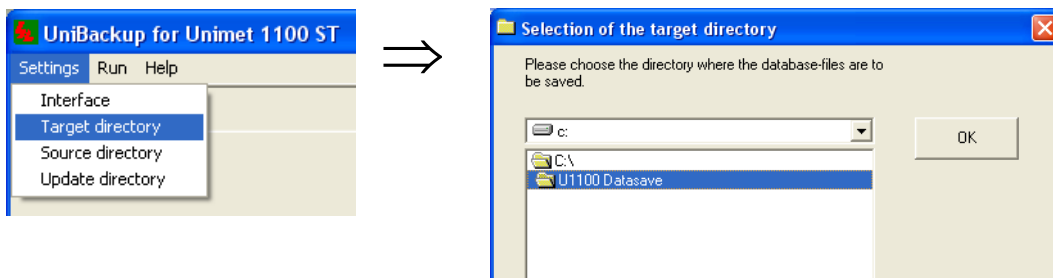 UniBackup for Unimet 1100 ST
Settings Run Help
Interface
Target directory
Source directory
Update directory
⇒
Selection of the target directory
Please choose the directory where the database-files are to
be saved.
c:
OK
C:\
U1100 Datasave